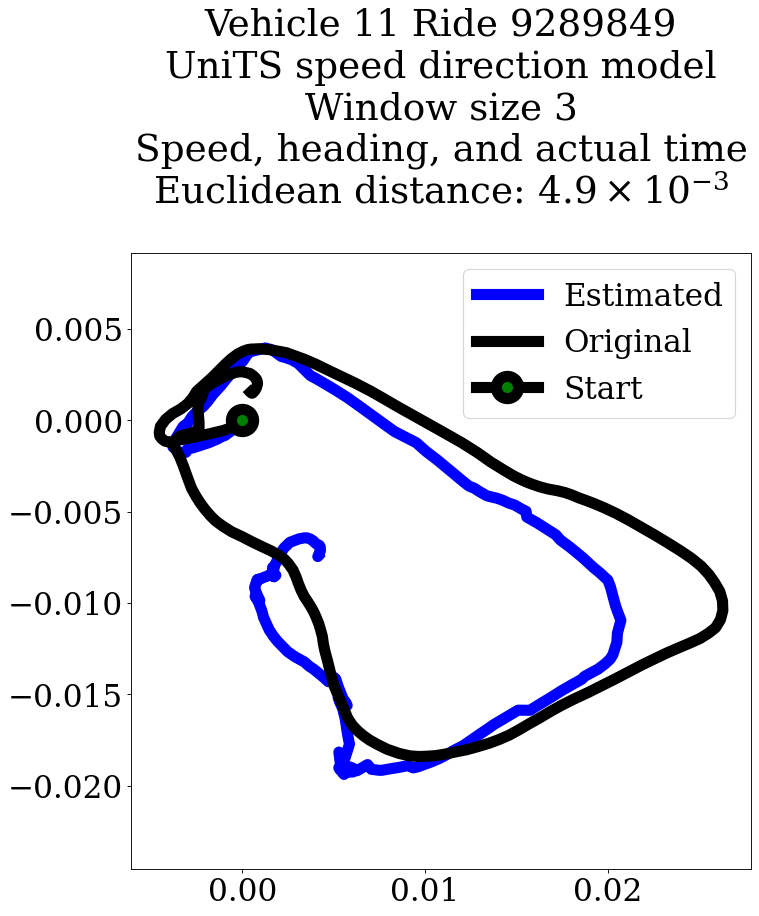 Vehicle 11 Ride 9289849
UniTS speed direction model
Window size 3
Speed, heading, and actual time
Euclidean distance: 4.9 × 10⁻³
Estimated
Original
Start
0.005
0.000
−0.005
−0.010
−0.015
−0.020
0.00
0.01
0.02